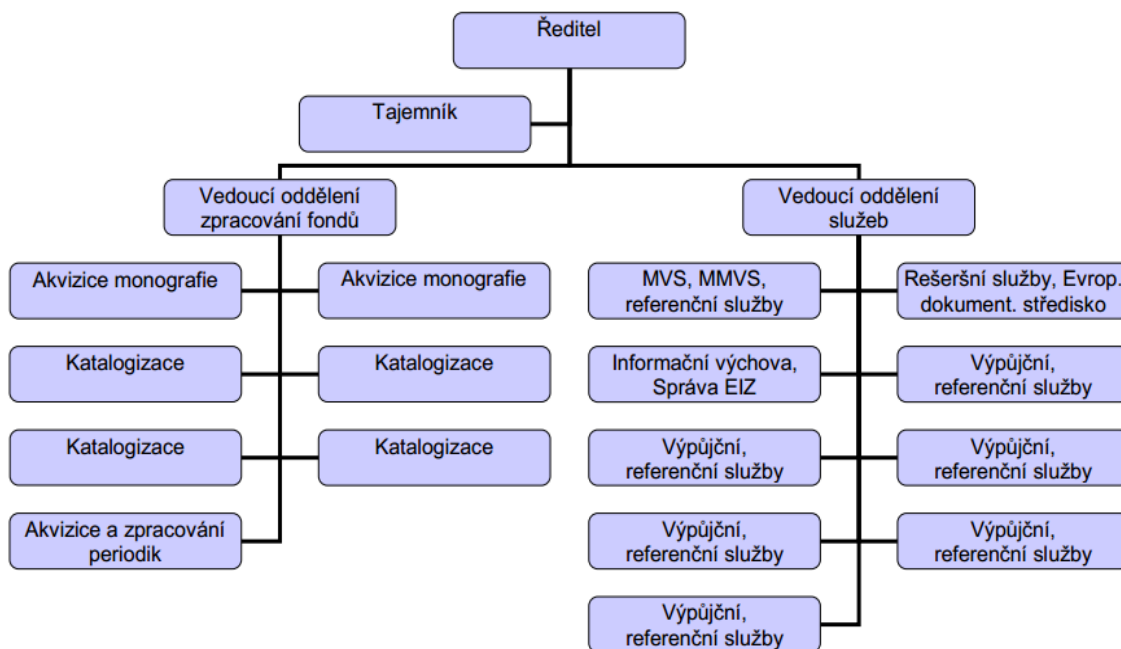 Ředitel
Tajemník
Vedoucí oddělení
zpracování fondů
Vedoucí oddělení
služeb
Akvizice monografie
Akvizice monografie
MVS, MMVS,
referenční služby
Rešeršní služby, Evrop.
dokument. středisko
Katalogizace
Katalogizace
Informační výchova,
Správa EIZ
Výpůjční,
referenční služby
Katalogizace
Katalogizace
Výpůjční,
referenční služby
Výpůjční,
referenční služby
Akvizice a zpracování
periodik
Výpůjční,
referenční služby
Výpůjční,
referenční služby
Výpůjční,
referenční služby